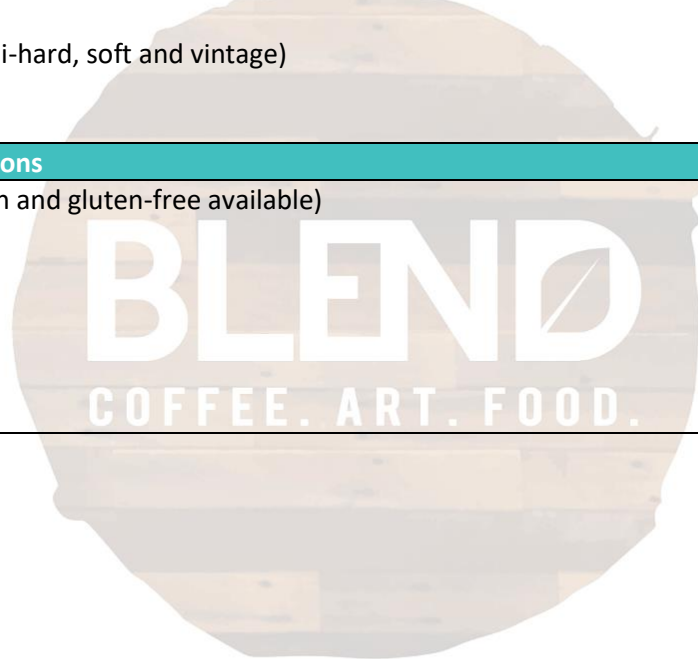 i-hard, soft and vintage)
ons
n and gluten-free available)
BLEND
COFFEE. ART. FOOD.